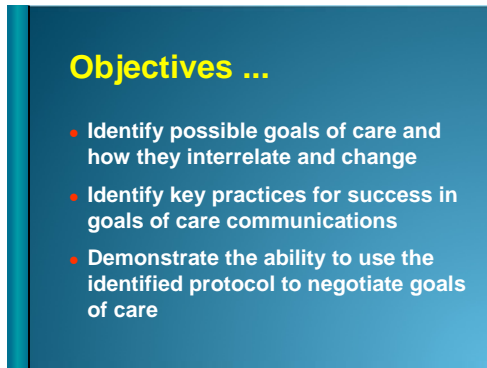 Objectives ...
• Identify possible goals of care and
how they interrelate and change
• Identify key practices for success in
goals of care communications
• Demonstrate the ability to use the
identified protocol to negotiate goals
of care